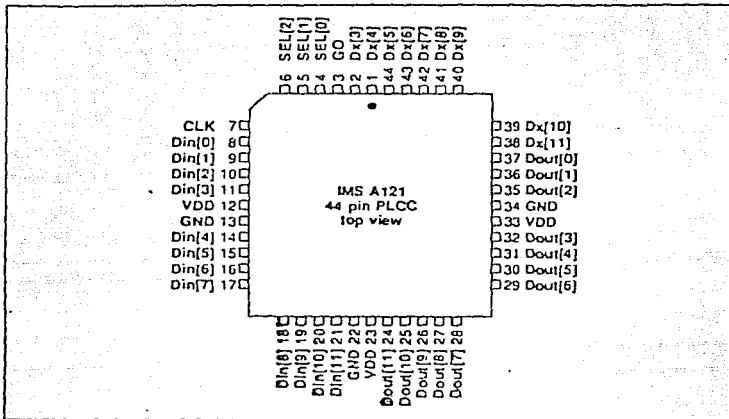 6 SEL[2]
5 SEL[1]
4 SEL[0]
3 GO
2 Dx[3]
1 Dx[4]
44 Dx[5]
43 Dx[6]
42 Dx[7]
41 Dx[8]
40 Dx[9]
CLK 7
Din[0] 8
Din[1] 9
Din[2] 10
Din[3] 11
VDD 12
GND 13
Din[4] 14
Din[5] 15
Din[6] 16
Din[7] 17
IMS A121
44 pin PLCC
top view
39 Dx[10]
38 Dx[11]
37 Dout[0]
36 Dout[1]
35 Dout[2]
34 GND
33 VDD
32 Dout[3]
31 Dout[4]
30 Dout[5]
29 Dout[6]
Din[8] 18
Din[9] 19
Din[10] 20
Din[11] 21
GND 22
VDD 23
Dout[11] 24
Dout[10] 25
Dout[9] 26
Dout[8] 27
Dout[7] 28